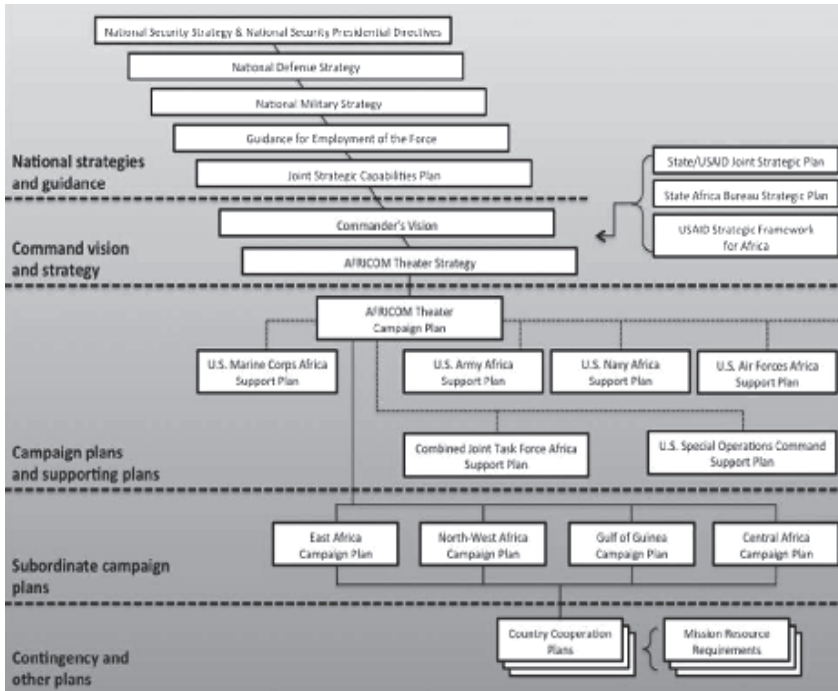 National Security Strategy & National Security Presidential Directives
National Defense Strategy
National Military Strategy
Guidance for Employment of the Force
Joint Strategic Capabilities Plan
National strategies
and guidance
State/USAID Joint Strategic Plan
State Africa Bureau Strategic Plan
USAID Strategic Framework
for Africa
Commander's Vision
AFRICOM Theater Strategy
Command vision
and strategy
AFRICOM Theater
Campaign Plan
U.S. Marine Corps Africa
Support Plan
U.S. Army Africa
Support Plan
U.S. Navy Africa
Support Plan
U.S. Air Forces Africa
Support Plan
Combined Joint Task Force Africa
Support Plan
U.S. Special Operations Command
Support Plan
Campaign plans
and supporting plans
East Africa
Campaign Plan
North-West Africa
Campaign Plan
Gulf of Guinea
Campaign Plan
Central Africa
Campaign Plan
Subordinate campaign
plans
Country Cooperation
Plans
Mission Resource
Requirements
Contingency and
other plans